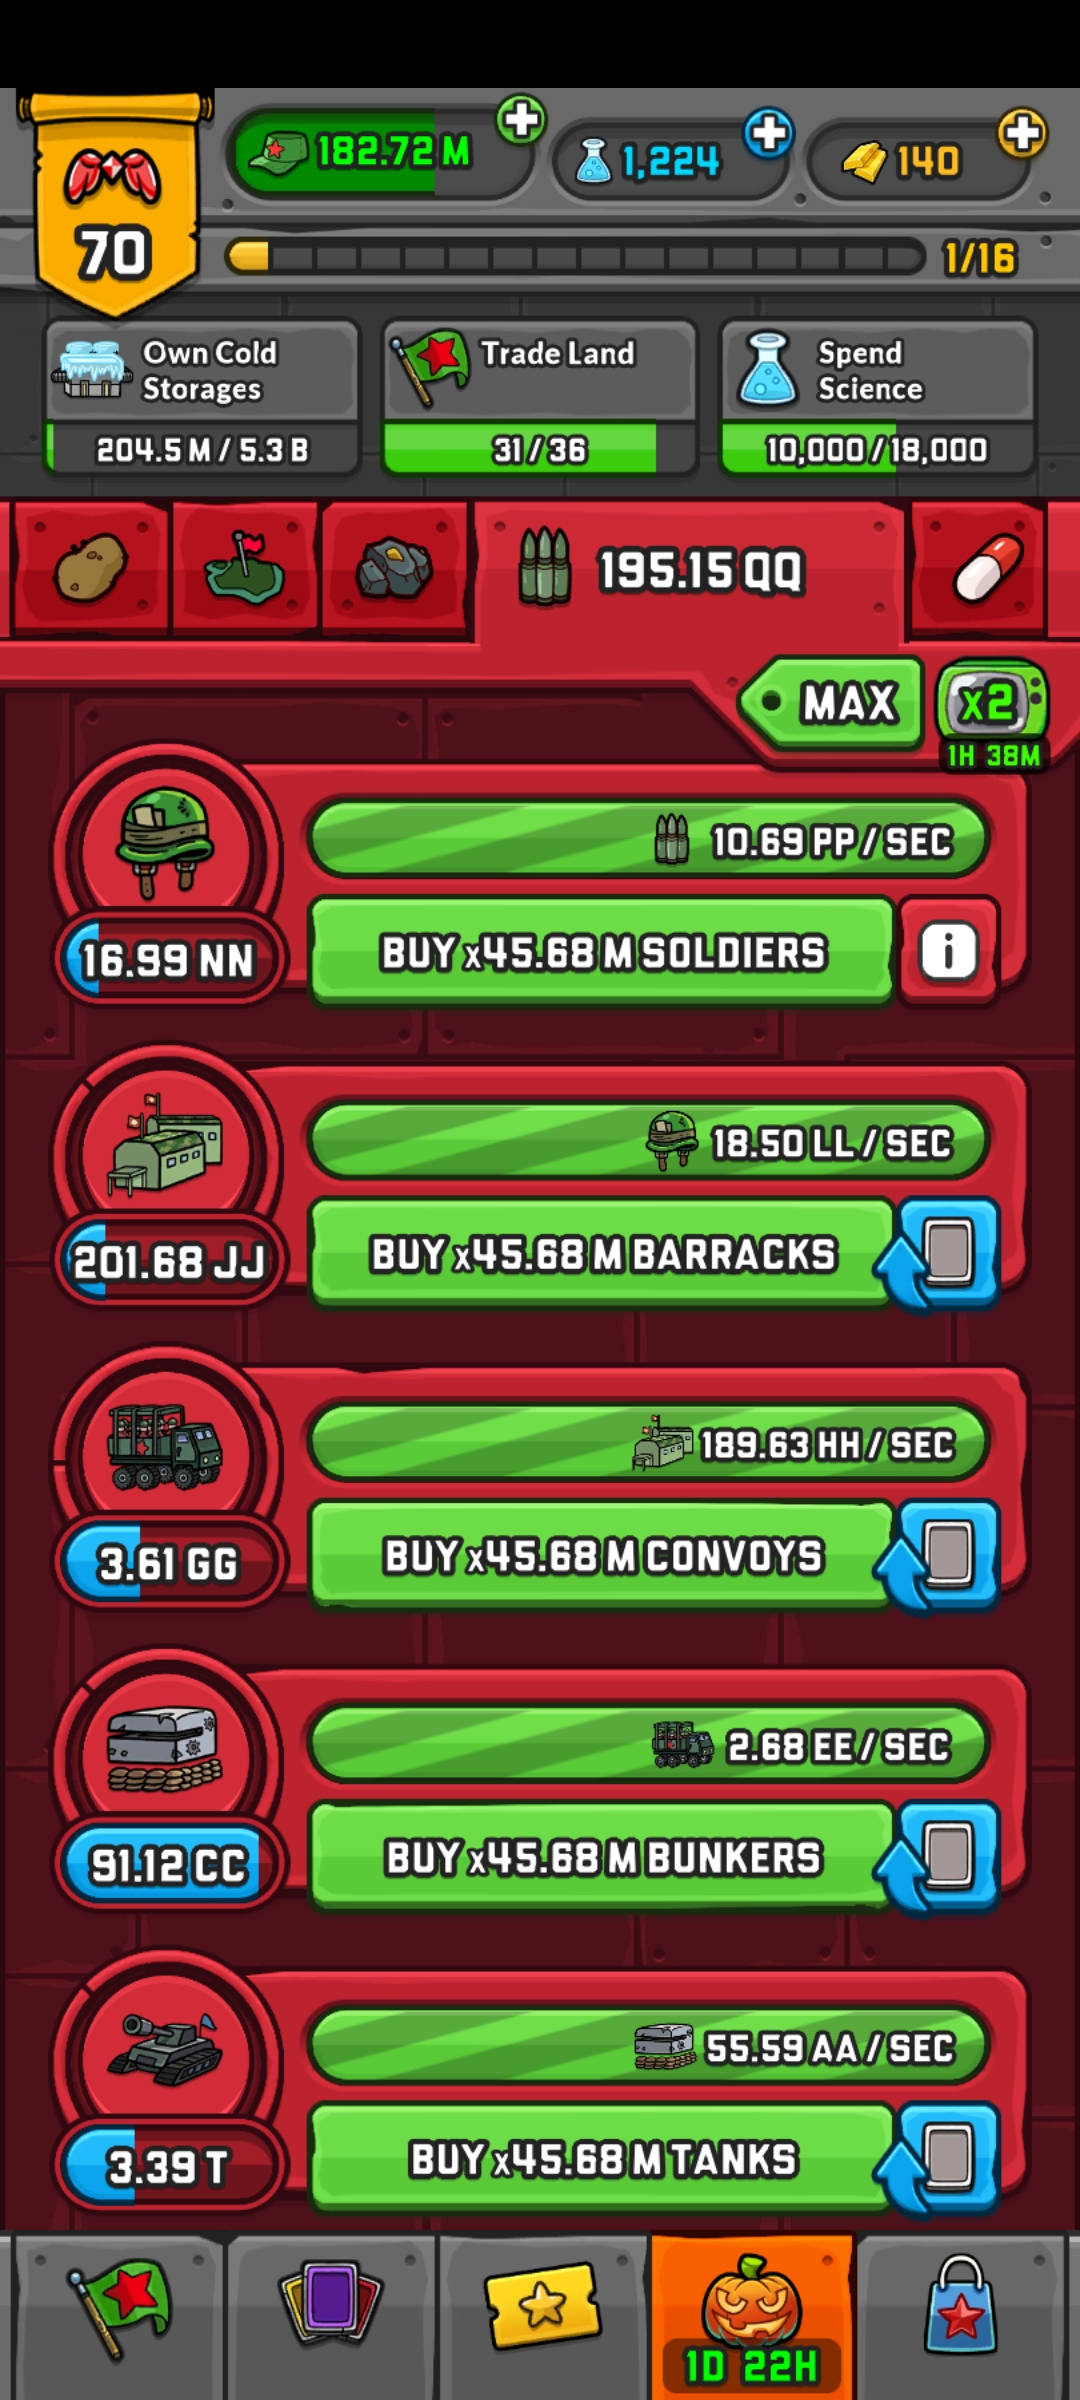 182.72 M
1,224
140
70
1/16
Own Cold
Storages
204.5 M / 5.3 B
Trade Land
31 / 36
Spend
Science
10,000 / 18,000
195.15 QQ
MAX
x2
1H 38M
10.69 PP / SEC
16.99 NN
BUY x45.68 M SOLDIERS
i
18.50 LL / SEC
201.68 JJ
BUY x45.68 M BARRACKS
189.63 HH / SEC
3.61 GG
BUY x45.68 M CONVOYS
2.68 EE / SEC
91.12 CC
BUY x45.68 M BUNKERS
55.59 AA / SEC
3.39 T
BUY x45.68 M TANKS
1D 22H